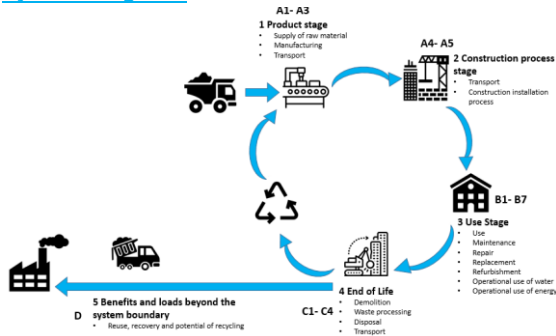 A1- A3
1 Product stage
• Supply of raw material
• Manufacturing
• Transport
A4- A5
2 Construction process
stage
• Transport
• Construction installation
process
B1- B7
3 Use Stage
• Use
• Maintenance
• Repair
• Replacement
• Refurbishment
• Operational use of water
• Operational use of energy
4 End of Life
C1- C4
• Demolition
• Waste processing
• Disposal
• Transport
D
5 Benefits and loads beyond the
system boundary
• Reuse, recovery and potential of recycling